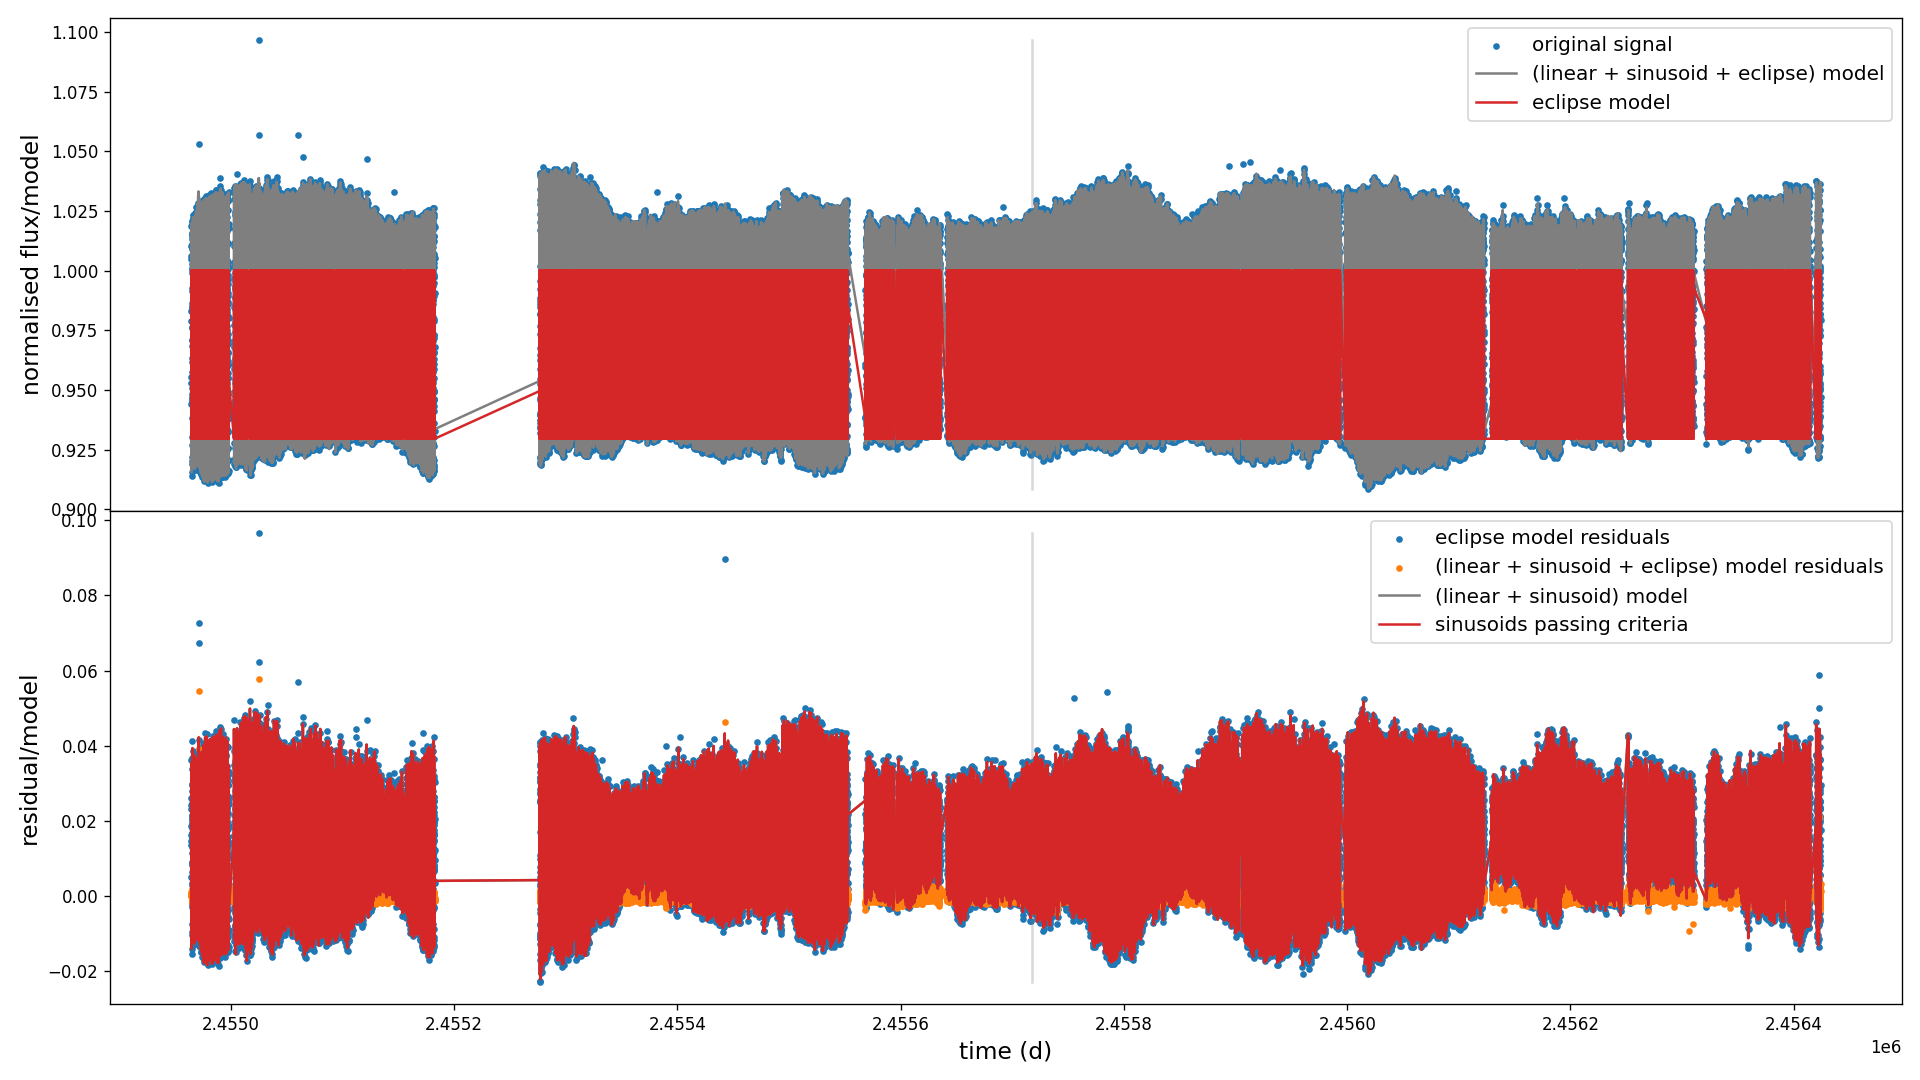 1.100
1.075
1.050
1.025
1.000
0.975
0.950
0.925
0.900
normalised flux/model
original signal
(linear + sinusoid + eclipse) model
eclipse model
0.10
0.08
0.06
0.04
0.02
0.00
−0.02
residual/model
eclipse model residuals
(linear + sinusoid + eclipse) model residuals
(linear + sinusoid) model
sinusoids passing criteria
2.4550 2.4552 2.4554 2.4556 2.4558 2.4560 2.4562 2.4564
1e6
time (d)